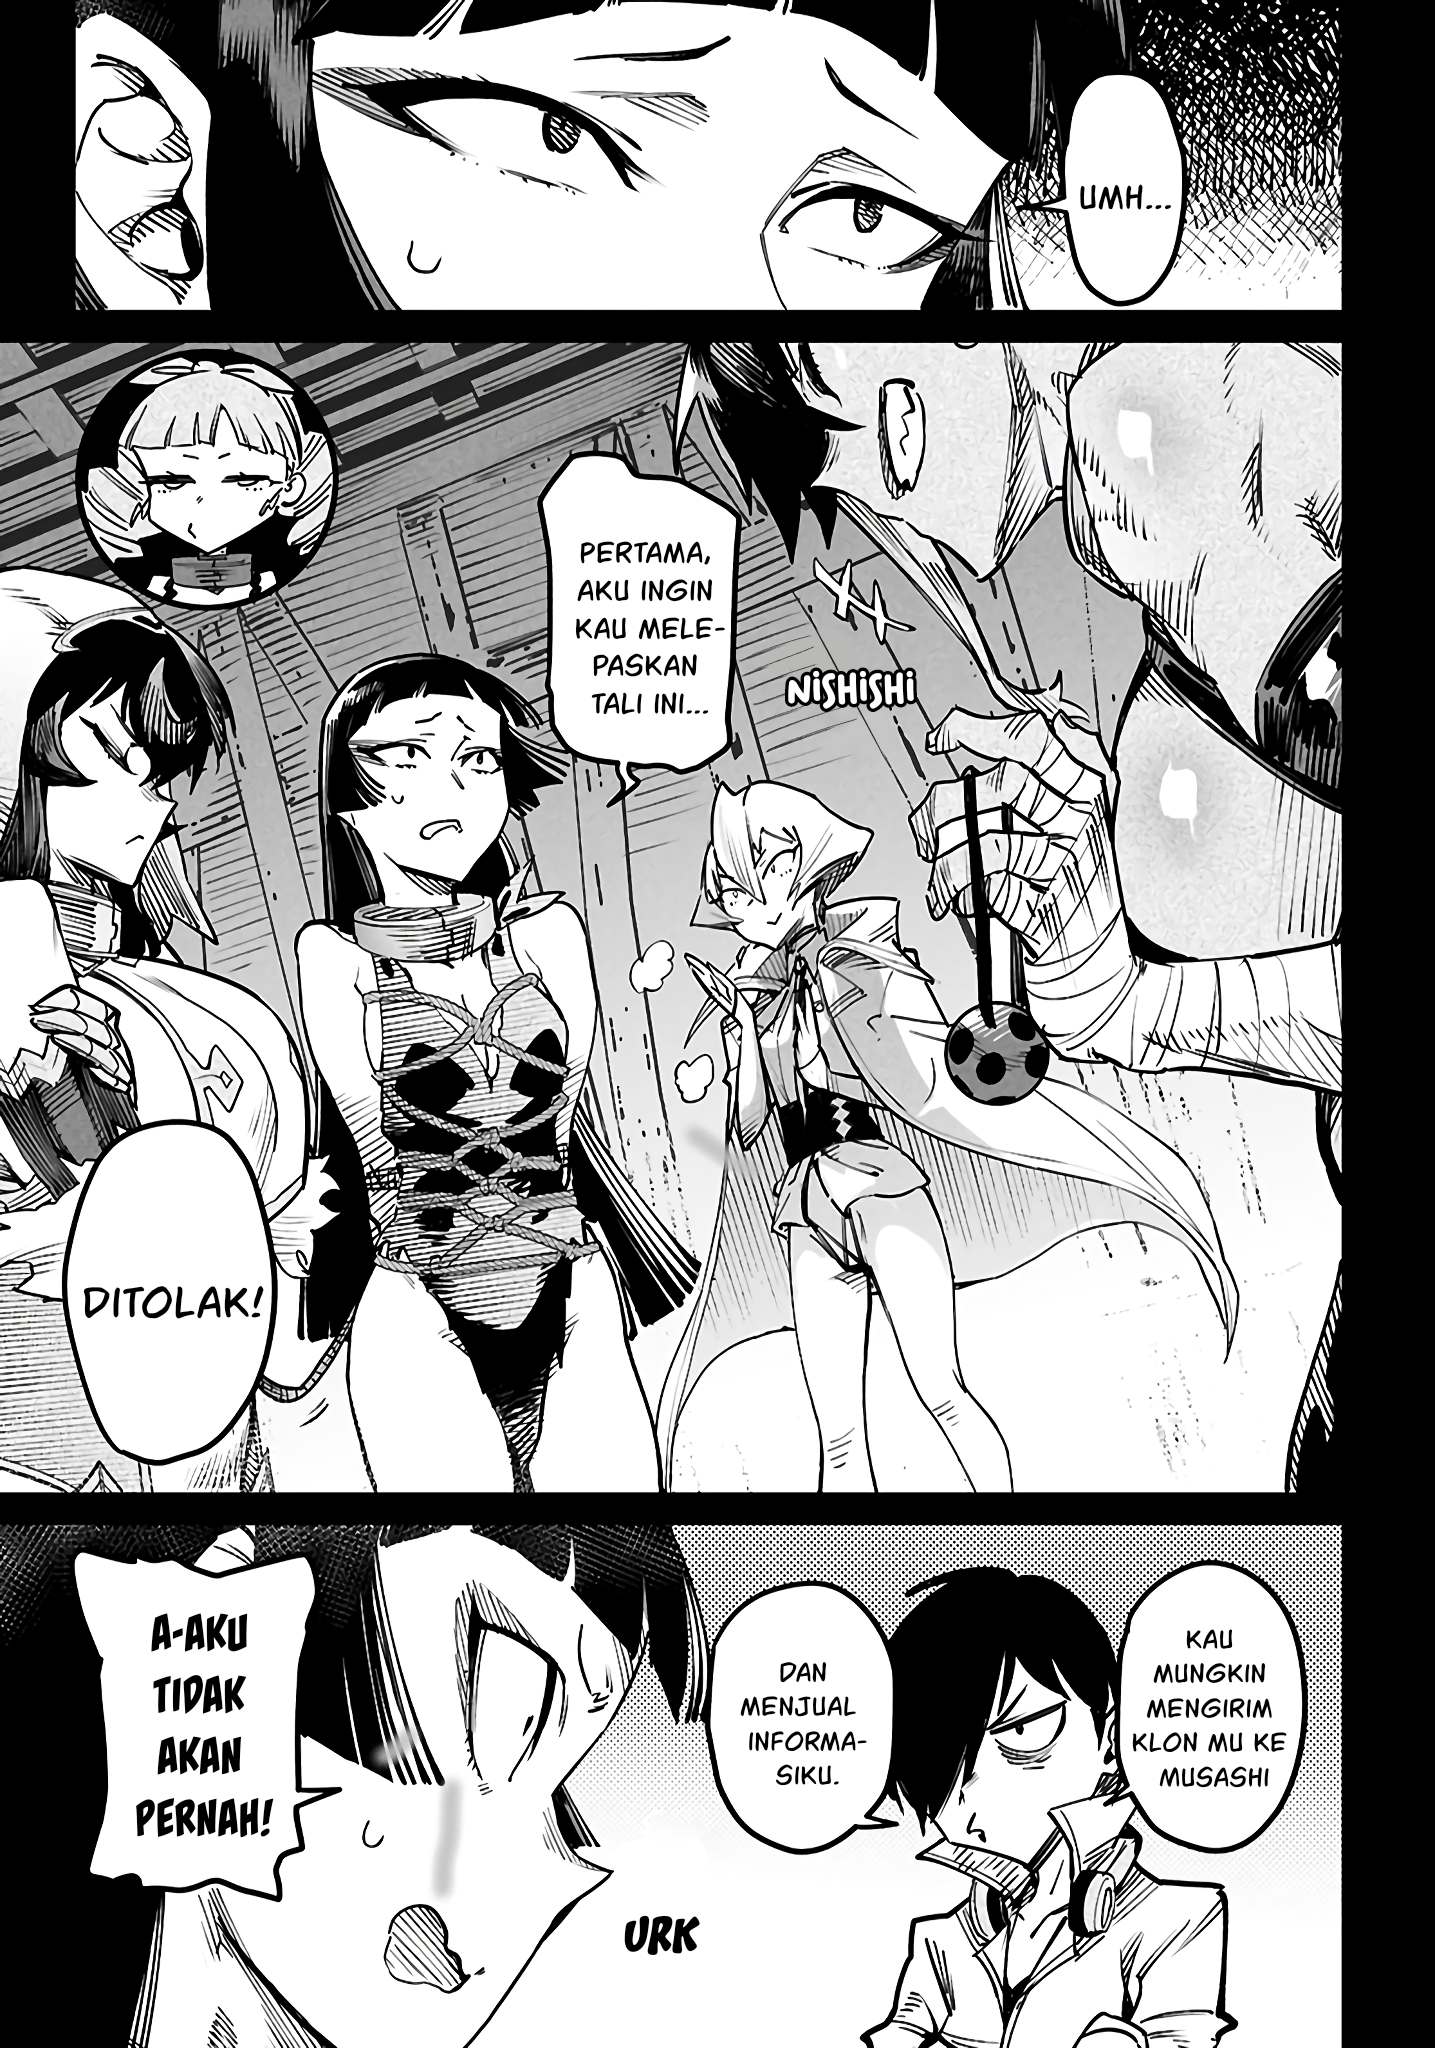 UMH...
PERTAMA,
AKU INGIN
KAU MELE-
PASKAN
TALI INI...
NISHISHI
DITOLAK!
KAU
MUNGKIN
MENGIRIM
KLON MU KE
MUSASHI
DAN
MENJUAL
INFORMA-
SIKU.
A-AKU
TIDAK
AKAN
PERNAH!
URK